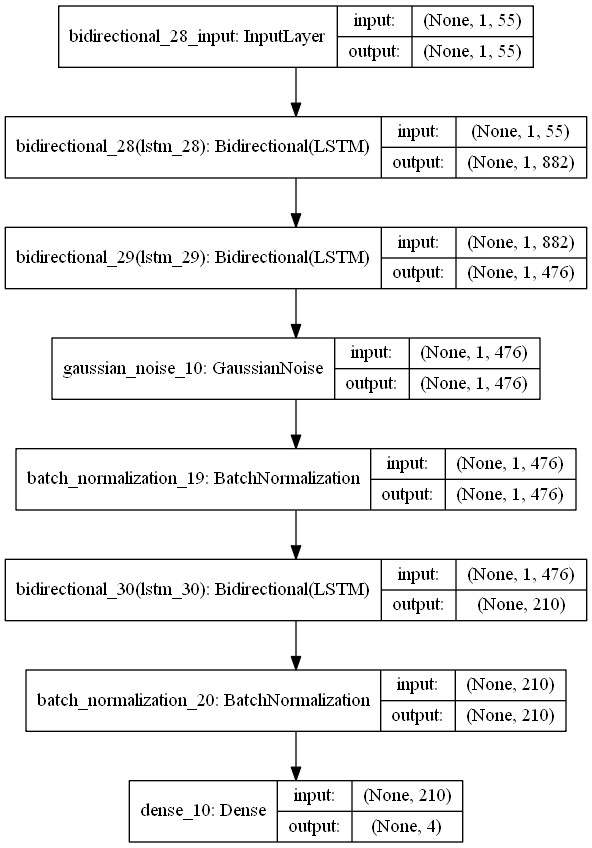 bidirectional_28_input: InputLayer
input: (None, 1, 55)
output: (None, 1, 55)
bidirectional_28(lstm_28): Bidirectional(LSTM)
input: (None, 1, 55)
output: (None, 1, 882)
bidirectional_29(lstm_29): Bidirectional(LSTM)
input: (None, 1, 882)
output: (None, 1, 476)
gaussian_noise_10: GaussianNoise
input: (None, 1, 476)
output: (None, 1, 476)
batch_normalization_19: BatchNormalization
input: (None, 1, 476)
output: (None, 1, 476)
bidirectional_30(lstm_30): Bidirectional(LSTM)
input: (None, 1, 476)
output: (None, 210)
batch_normalization_20: BatchNormalization
input: (None, 210)
output: (None, 210)
dense_10: Dense
input: (None, 210)
output: (None, 4)